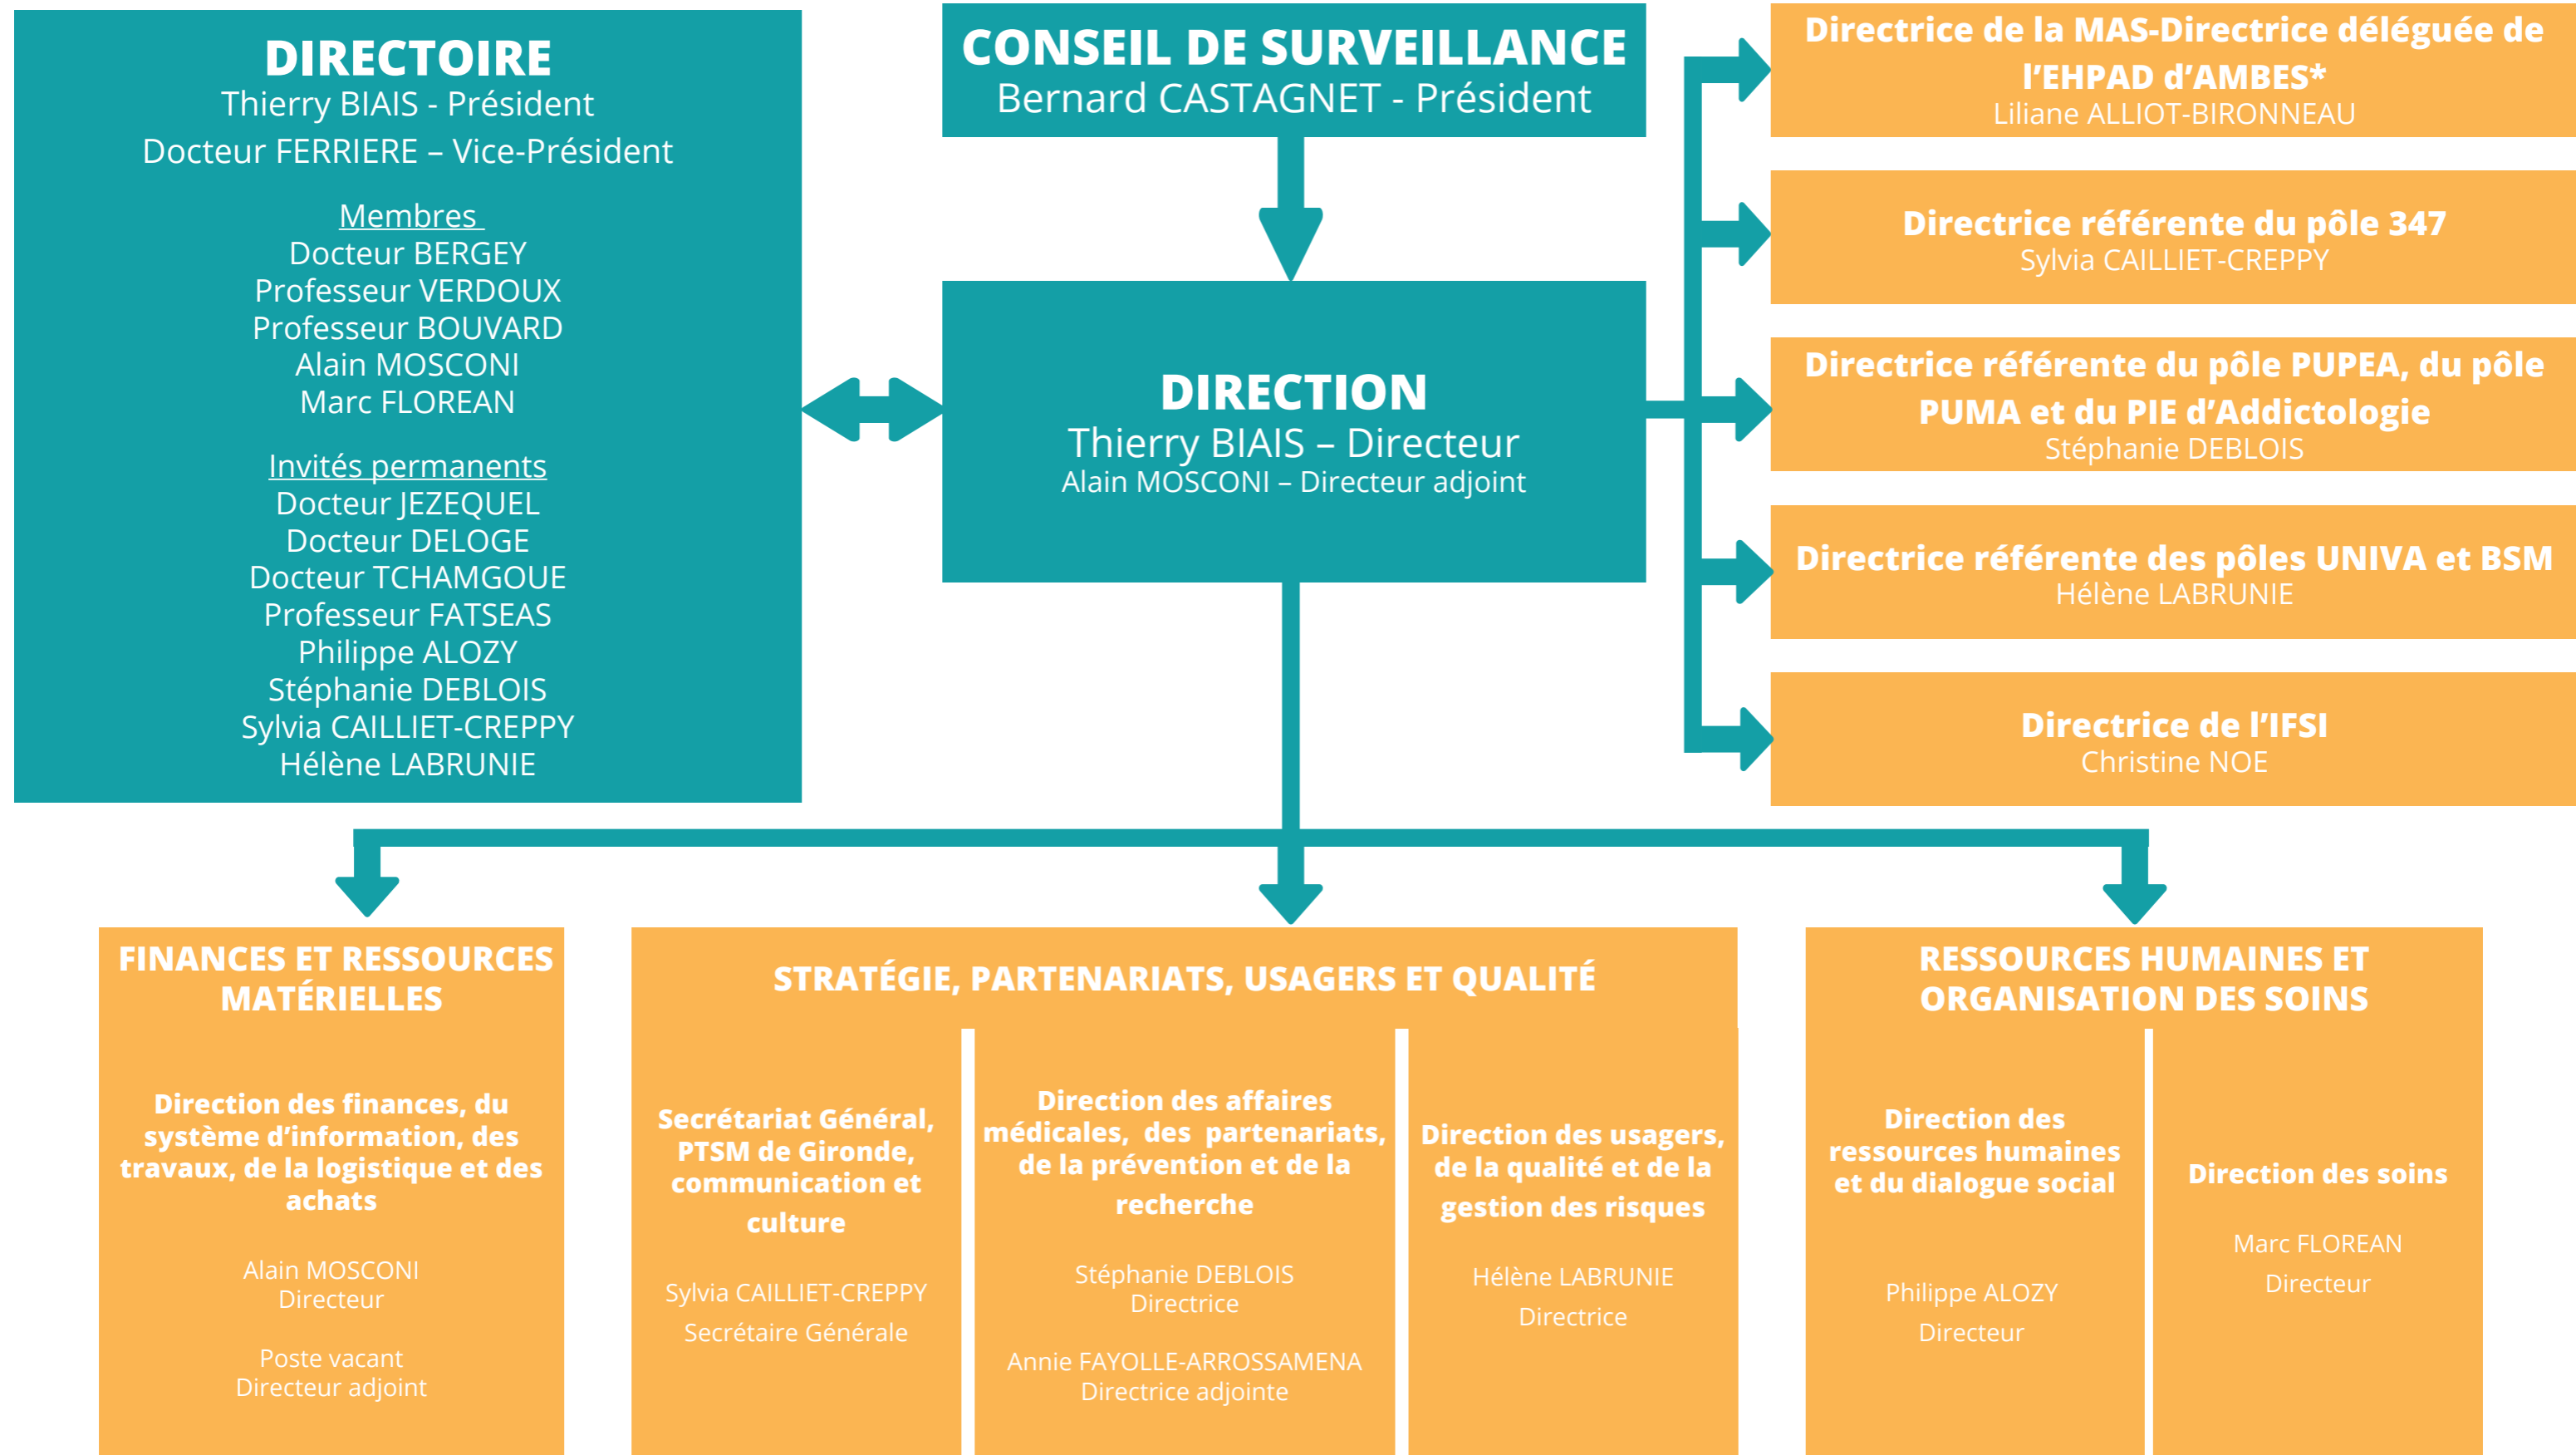 DIRECTOIRE
Thierry BIAIS - Président
Docteur FERRIERE – Vice-Président
Membres
Docteur BERGEY
Professeur VERDOUX
Professeur BOUVARD
Alain MOSCONI
Marc FLOREAN
Invités permanents
Docteur JEZEQUEL
Docteur DELOGE
Docteur TCHAMGOUE
Professeur FATSEAS
Philippe ALOZY
Stéphanie DEBLOIS
Sylvia CAILLIET-CREPPY
Hélène LABRUNIE
CONSEIL DE SURVEILLANCE
Bernard CASTAGNET - Président
DIRECTION
Thierry BIAIS – Directeur
Alain MOSCONI – Directeur adjoint
Directrice de la MAS-Directrice déléguée de
l’EHPAD d’AMBES*
Liliane ALLIOT-BIRONNEAU
Directrice référente du pôle 347
Sylvia CAILLIET-CREPPY
Directrice référente du pôle PUPEA, du pôle
PUMA et du PIE d’Addictologie
Stéphanie DEBLOIS
Directrice référente des pôles UNIVA et BSM
Hélène LABRUNIE
Directrice de l’IFSI
Christine NOE
FINANCES ET RESSOURCES
MATÉRIELLES
Direction des finances, du
système d’information, des
travaux, de la logistique et des
achats
Alain MOSCONI
Directeur
Poste vacant
Directeur adjoint
STRATÉGIE, PARTENARIATS, USAGERS ET QUALITÉ
Secrétariat Général,
PTSM de Gironde,
communication et
culture
Sylvia CAILLIET-CREPPY
Secrétaire Générale
Direction des affaires
médicales, des partenariats,
de la prévention et de la
recherche
Stéphanie DEBLOIS
Directrice
Annie FAYOLLE-ARROSSAMENA
Directrice adjointe
Direction des usagers,
de la qualité et de la
gestion des risques
Hélène LABRUNIE
Directrice
RESSOURCES HUMAINES ET
ORGANISATION DES SOINS
Direction des
ressources humaines
et du dialogue social
Philippe ALOZY
Directeur
Direction des soins
Marc FLOREAN
Directeur